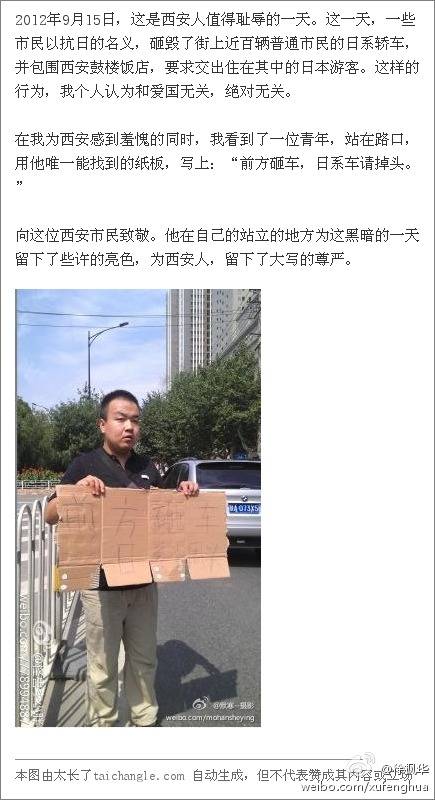 2012年9月15日，这是西安人值得耻辱的一天。这一天，一些
市民以抗日的名义，砸毁了街上近百辆普通市民的日系轿车，
并包围西安鼓楼饭店，要求交出住在其中的日本游客。这样的
行为，我个人认为和爱国无关，绝对无关。
在我为西安感到羞愧的同时，我看到了一位青年，站在路口，
用他唯一能找到的纸板，写上：“前方砸车，日系车请掉头。
”
向这位西安市民致敬。他在自己的站立的地方为这黑暗的一天
留下了些许的亮色，为西安人，留下了大写的尊严。
前方砸车
日
weibo.com/mohansheying
本图由太长了taichangle.com 自动生成，但不代表赞成其内容或立场
weibo.com/xufenghua